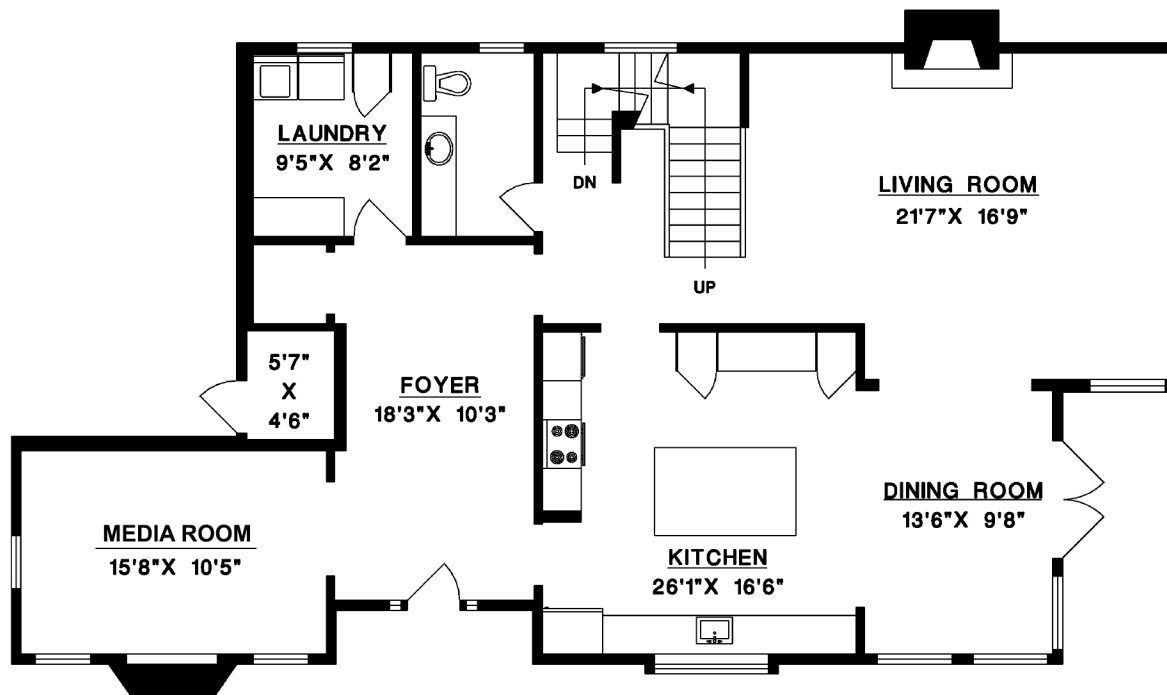 LAUNDRY
9'5"X 8'2"
DN
UP
LIVING ROOM
21'7"X 16'9"
5'7"
X
4'6"
FOYER
18'3"X 10'3"
MEDIA ROOM
15'8"X 10'5"
KITCHEN
26'1"X 16'6"
DINING ROOM
13'6"X 9'8"